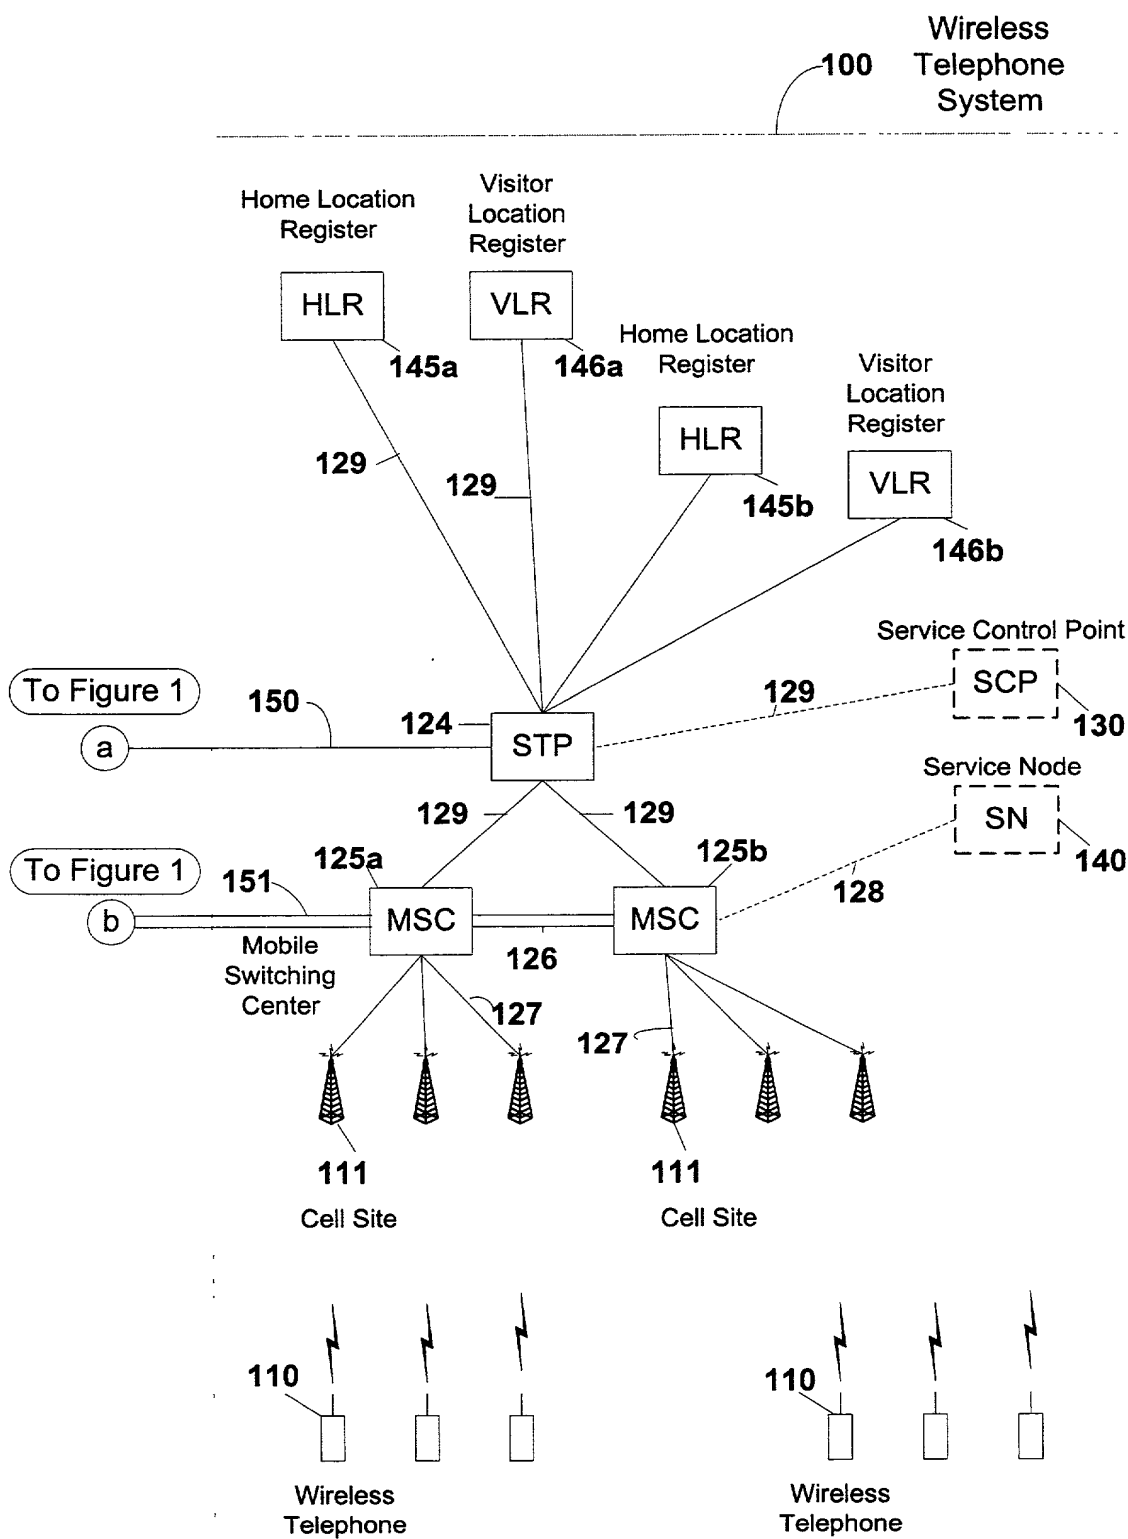 Wireless
100 Telephone
System
Home Location
Register
Visitor
Location
Register
HLR
VLR
145a
146a
Home Location
Register
Visitor
Location
Register
HLR
VLR
145b
146b
129
129
Service Control Point
SCP
130
129
To Figure 1
a
150
124
STP
Service Node
SN
140
129
129
125a
125b
128
To Figure 1
b
151
MSC
MSC
126
Mobile
Switching
Center
127
127
111
111
Cell Site
Cell Site
110
110
Wireless
Telephone
Wireless
Telephone